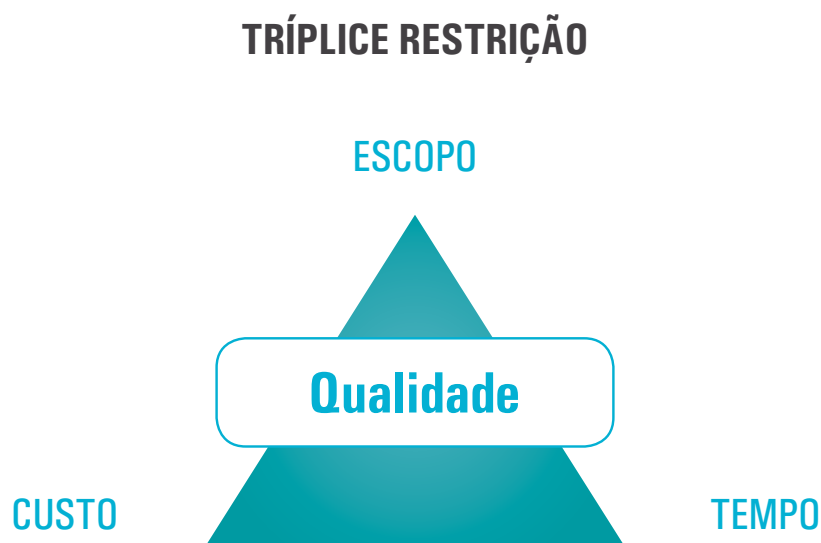 TRÍPLICE RESTRIÇÃO
ESCOPO
Qualidade
CUSTO
TEMPO